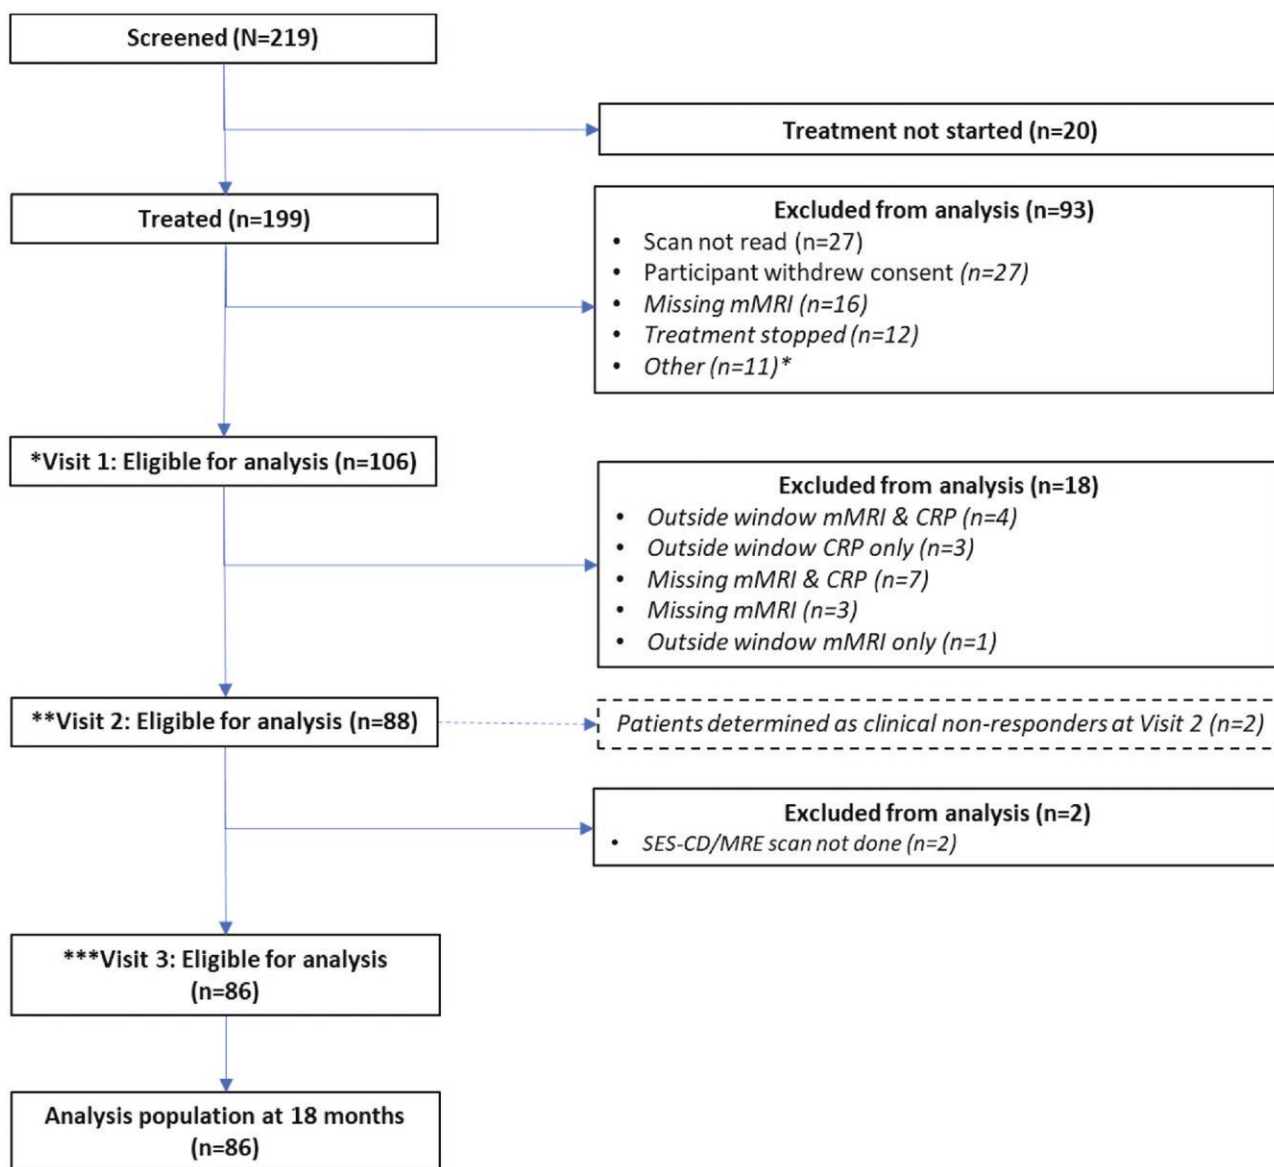 Screened (N=219)
Treatment not started (n=20)
Treated (n=199)
Excluded from analysis (n=93)
• Scan not read (n=27)
• Participant withdrew consent (n=27)
• Missing mMRI (n=16)
• Treatment stopped (n=12)
• Other (n=11)*
*Visit 1: Eligible for analysis (n=106)
Excluded from analysis (n=18)
• Outside window mMRI & CRP (n=4)
• Outside window CRP only (n=3)
• Missing mMRI & CRP (n=7)
• Missing mMRI (n=3)
• Outside window mMRI only (n=1)
**Visit 2: Eligible for analysis (n=88)
Patients determined as clinical non-responders at Visit 2 (n=2)
Excluded from analysis (n=2)
• SES-CD/MRE scan not done (n=2)
***Visit 3: Eligible for analysis
(n=86)
Analysis population at 18 months
(n=86)